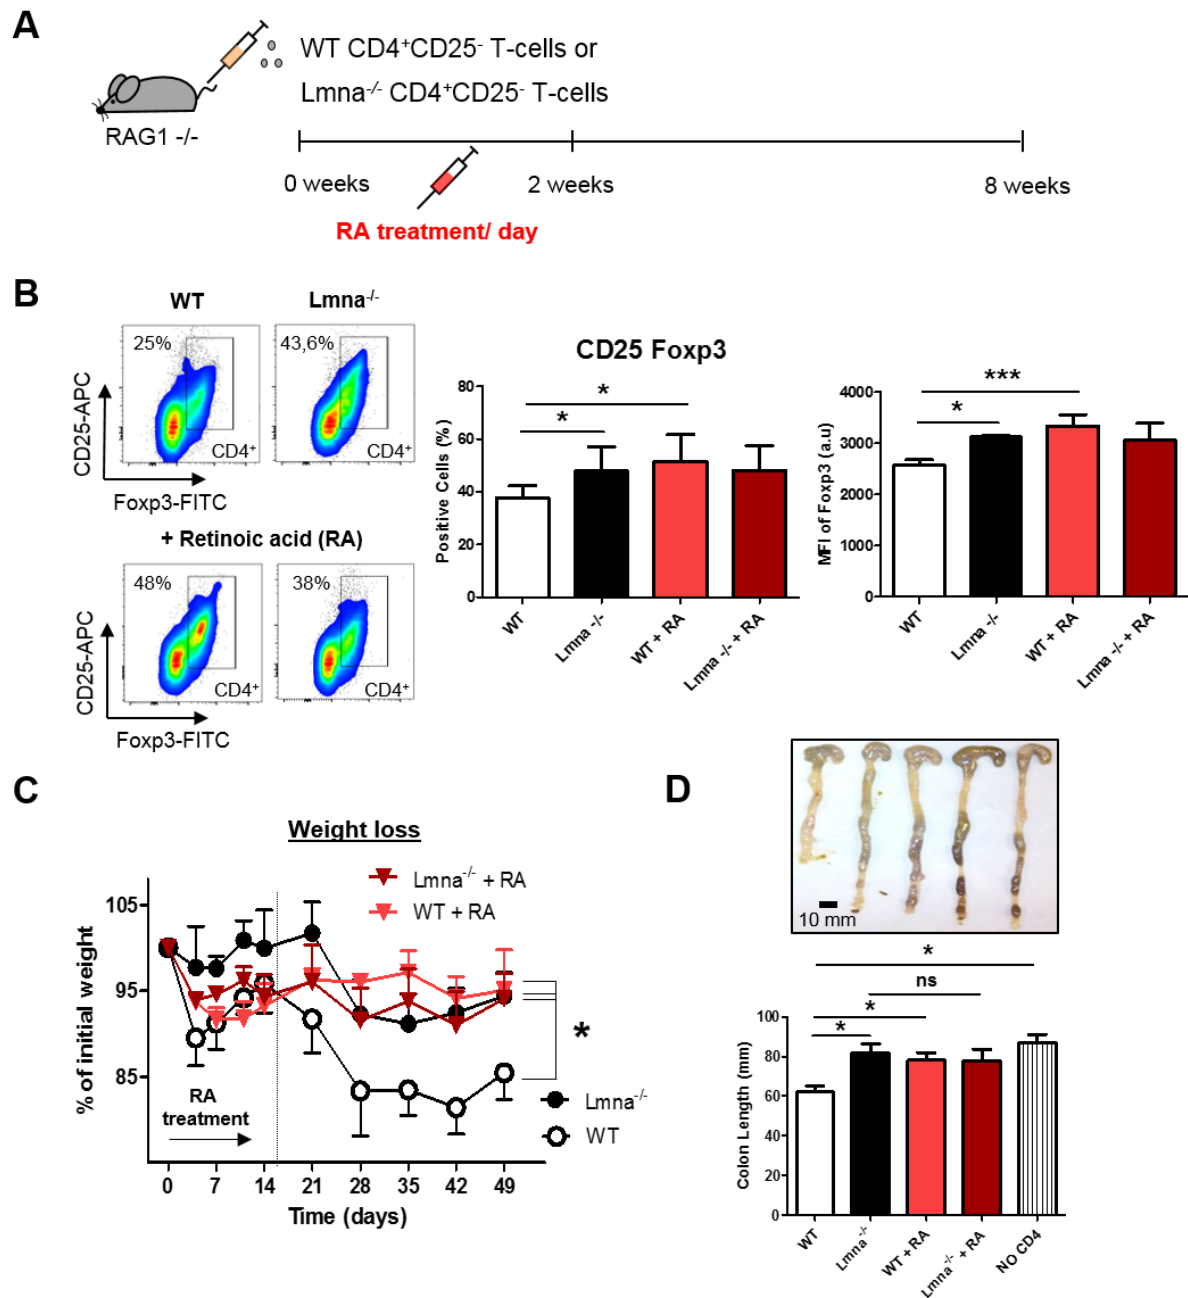 A
WT CD4⁺CD25⁻ T-cells or
Lmna⁻/⁻ CD4⁺CD25⁻ T-cells
RAG1 -/-
0 weeks
2 weeks
8 weeks
RA treatment/ day
B
WT
Lmna⁻/⁻
25%
43,6%
CD25-APC
CD4⁺
CD4⁺
Foxp3-FITC
+ Retinoic acid (RA)
48%
38%
CD25-APC
CD4⁺
CD4⁺
Foxp3-FITC
CD25 Foxp3
Positive Cells (%)
80
60
40
20
0
*
*
WT
Lmna -/-
WT + RA
Lmna -/- + RA
MFI of Foxp3 (a.u)
4000
3000
2000
1000
0
***
*
WT
Lmna -/-
WT + RA
Lmna -/- + RA
C
Weight loss
Lmna⁻/⁻ + RA
WT + RA
% of initial weight
105
95
85
RA
treatment
*
Lmna⁻/⁻
WT
0 7 14 21 28 35 42 49
Time (days)
D
10 mm
*
ns
*
*
Colon Length (mm)
100
80
60
40
20
0
WT
Lmna⁻/⁻
WT + RA
Lmna⁻/⁻ + RA
NO CD4